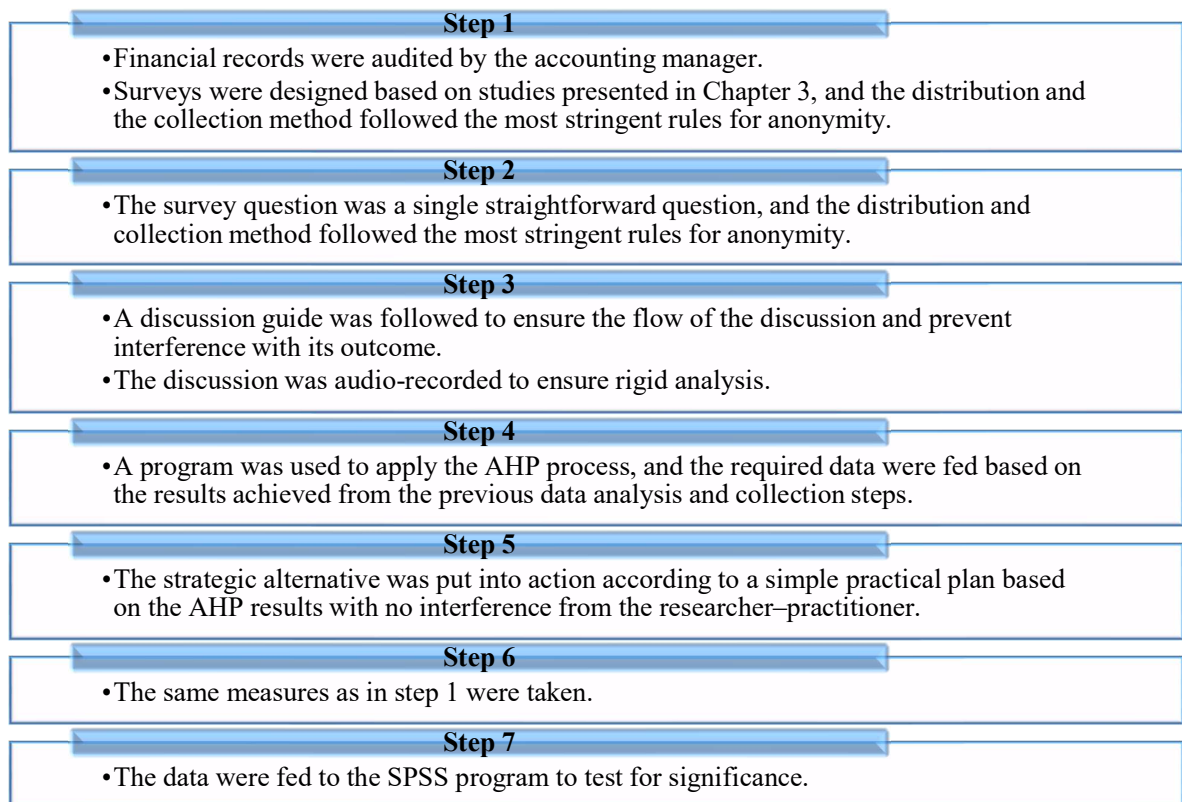 Step 1
•Financial records were audited by the accounting manager.
•Surveys were designed based on studies presented in Chapter 3, and the distribution and
the collection method followed the most stringent rules for anonymity.
Step 2
•The survey question was a single straightforward question, and the distribution and
collection method followed the most stringent rules for anonymity.
Step 3
•A discussion guide was followed to ensure the flow of the discussion and prevent
interference with its outcome.
•The discussion was audio-recorded to ensure rigid analysis.
Step 4
•A program was used to apply the AHP process, and the required data were fed based on
the results achieved from the previous data analysis and collection steps.
Step 5
•The strategic alternative was put into action according to a simple practical plan based
on the AHP results with no interference from the researcher–practitioner.
Step 6
•The same measures as in step 1 were taken.
Step 7
•The data were fed to the SPSS program to test for significance.